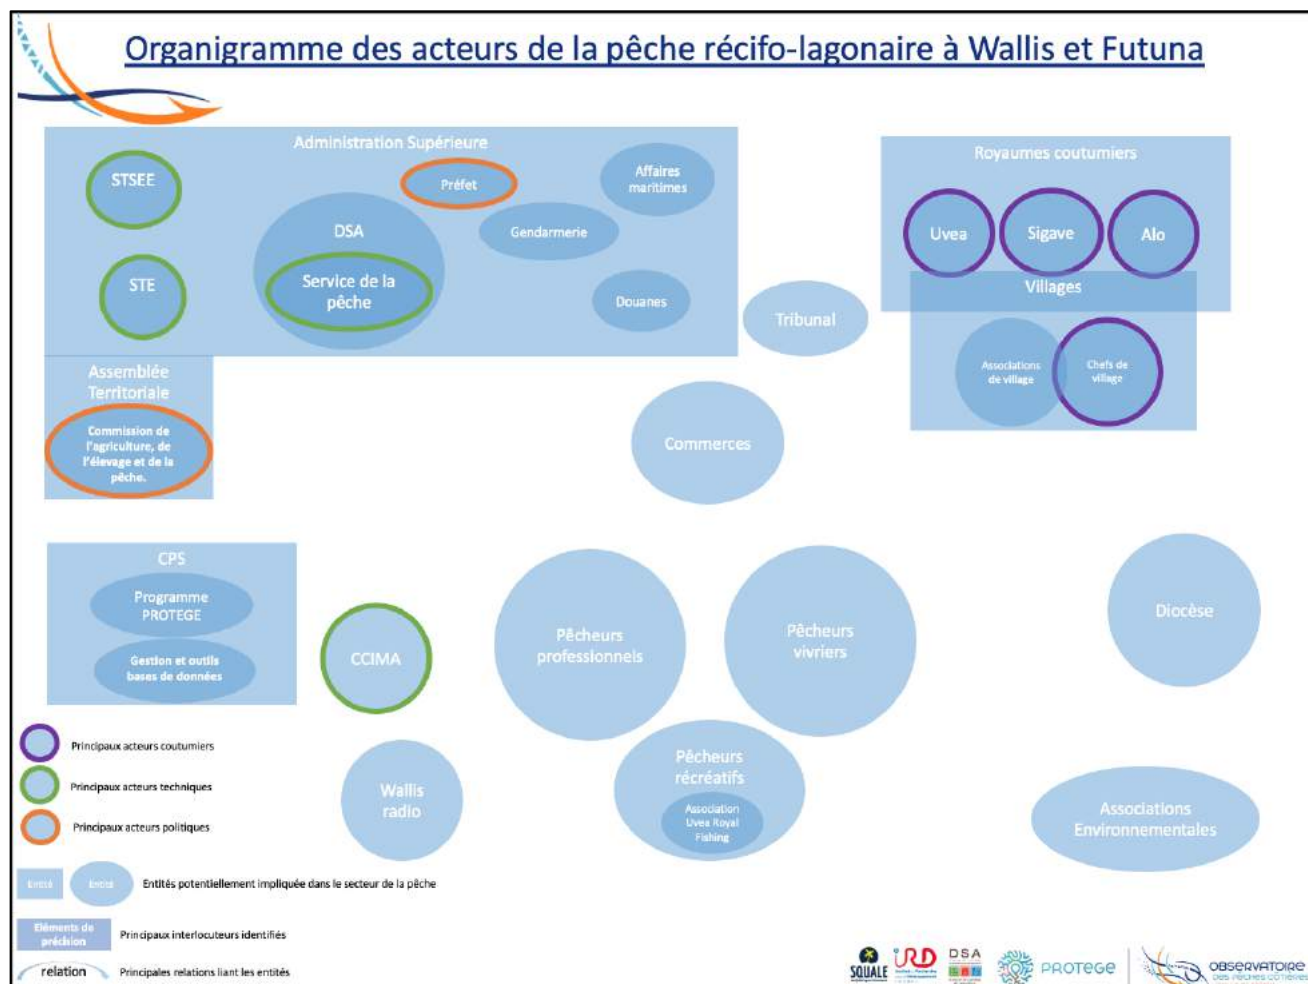 Organigramme des acteurs de la pêche récifo-lagonaire à Wallis et Futuna
Administration Supérieure
STSEE
Préfet
Affaires
maritimes
DSA
Gendarmerie
STE
Service de la
pêche
Douanes
Royaumes coutumiers
Uvea
Sigave
Alo
Villages
Associations
de village
Chefs de
village
Tribunal
Assemblée
Territoriale
Commission de
l'agriculture, de
l'élevage et de la
pêche.
Commerces
CPS
Programme
PROTEGE
Gestion et outils
bases de données
CCIMA
Pêcheurs
professionnels
Pêcheurs
vivriers
Diocèse
Wallis
radio
Pêcheurs
récréatifs
Association
Uvea Royal
Fishing
Associations
Environnementales
Principaux acteurs coutumiers
Principaux acteurs techniques
Principaux acteurs politiques
Entité
Entité
Entités potentiellement impliquée dans le secteur de la pêche
Eléments de
précision
Principaux interlocuteurs identifiés
relation
Principales relations liant les entités
SQUALE
IRD
DSA
PROTEGE
OBSERVATOIRE
DES PÊCHES CÔTIÈRES